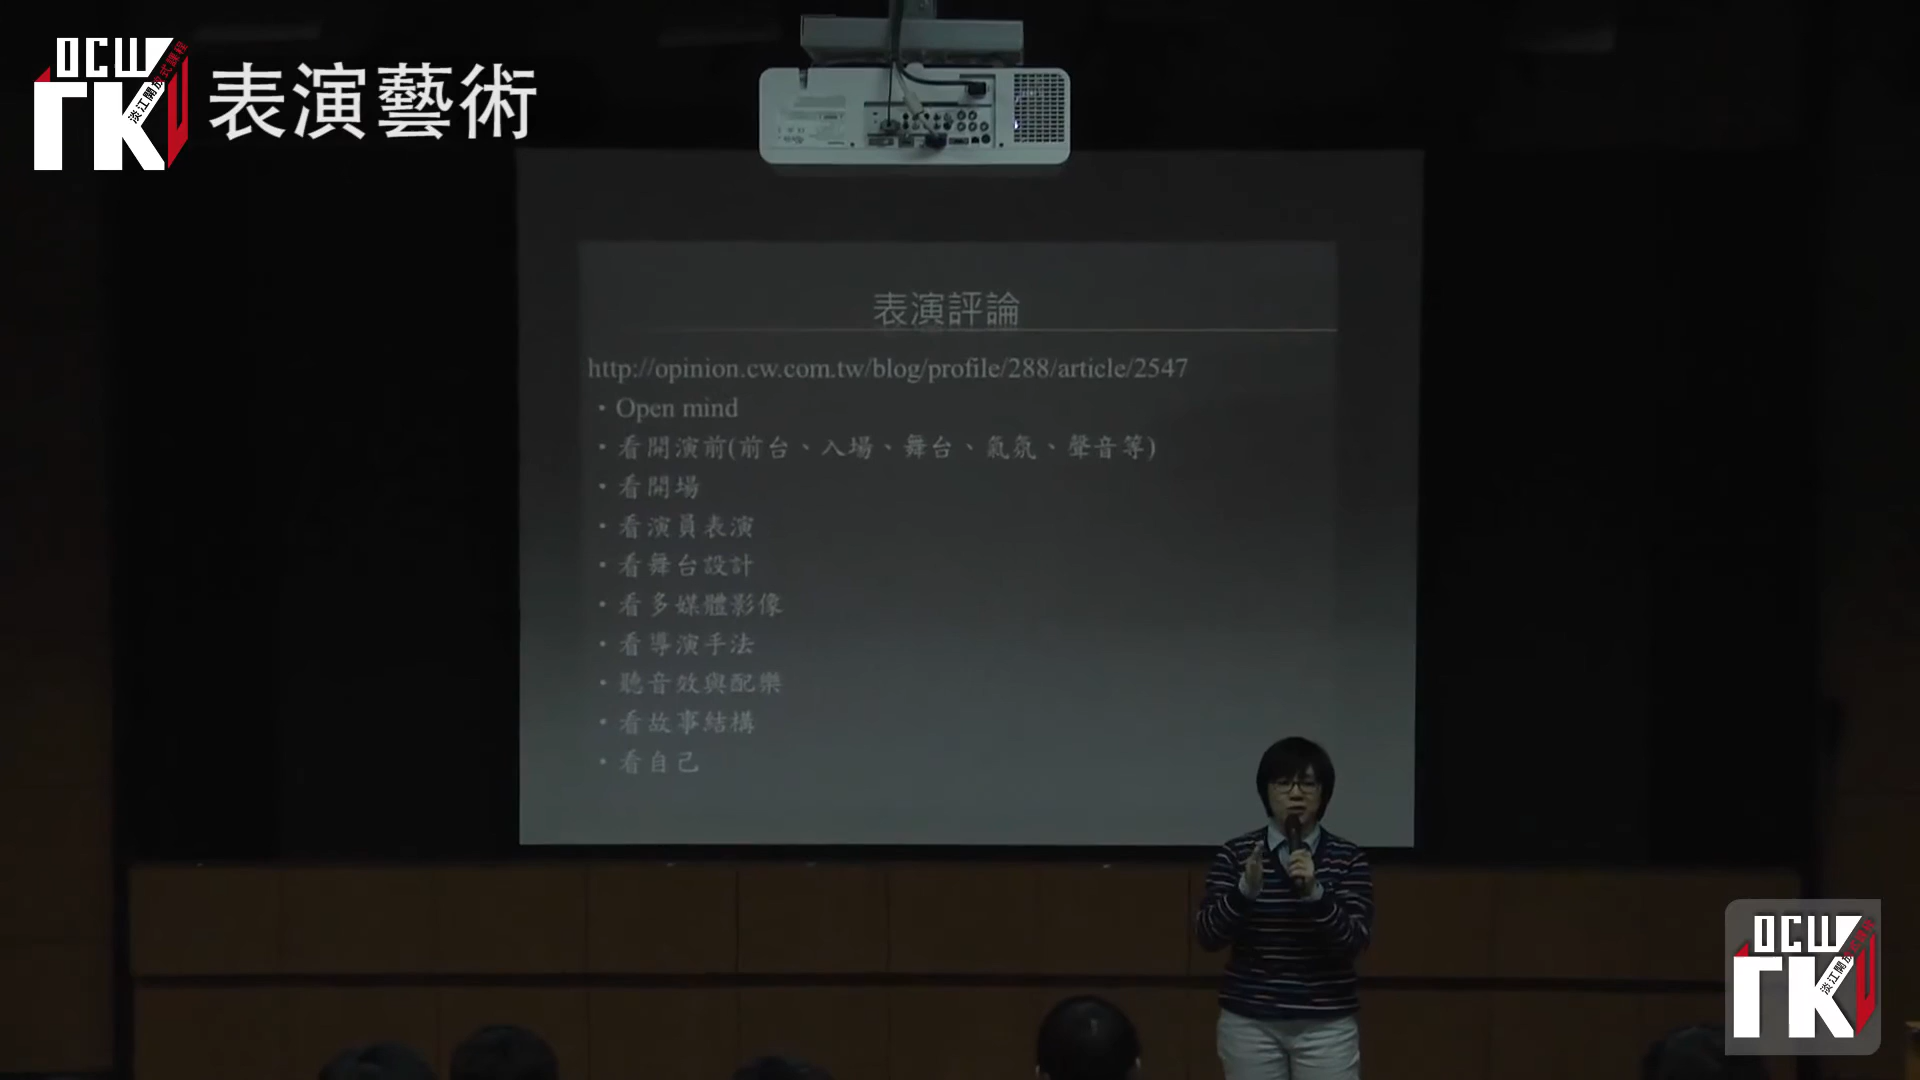 OCW
淡江開放式課程
TKU
表演藝術
表演評論
http://opinion.cw.com.tw/blog/profile/288/article/2547
• Open mind
• 看開演前(前台、入場、舞台、氣氛、聲音等)
• 看開場
• 看演員表演
• 看舞台設計
• 看多媒體影像
• 看導演手法
• 聽音效與配樂
• 看故事結構
• 看自己
OCW
淡江開放式課程
TKU